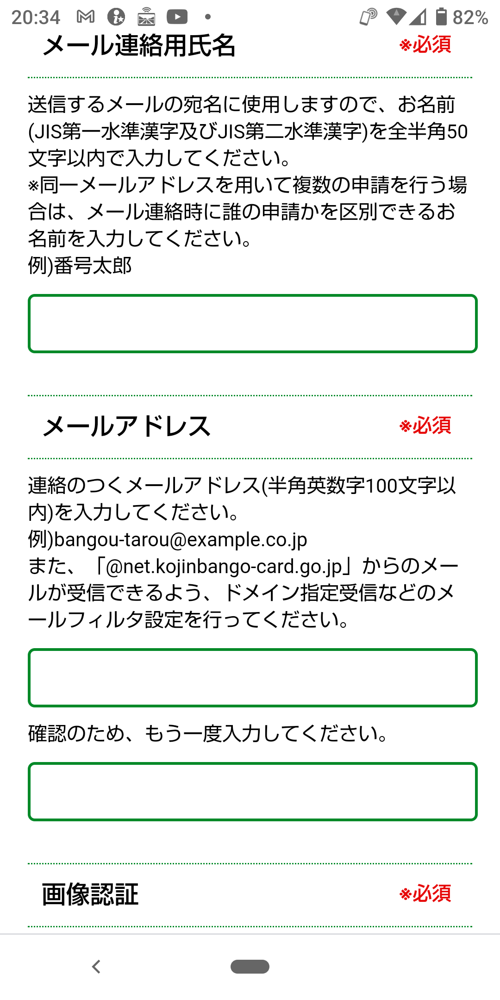 20:34
82%
メール連絡用氏名 ※必須
送信するメールの宛名に使用しますので、お名前
(JIS第一水準漢字及びJIS第二水準漢字)を全半角50
文字以内で入力してください。
※同一メールアドレスを用いて複数の申請を行う場
合は、メール連絡時に誰の申請かを区別できるお
名前を入力してください。
例)番号太郎
メールアドレス ※必須
連絡のつくメールアドレス(半角英数字100文字以
内)を入力してください。
例)bangou-tarou@example.co.jp
また、「@net.kojinbango-card.go.jp」からのメー
ルが受信できるよう、ドメイン指定受信などのメ
ールフィルタ設定を行ってください。
確認のため、もう一度入力してください。
画像認証 ※必須